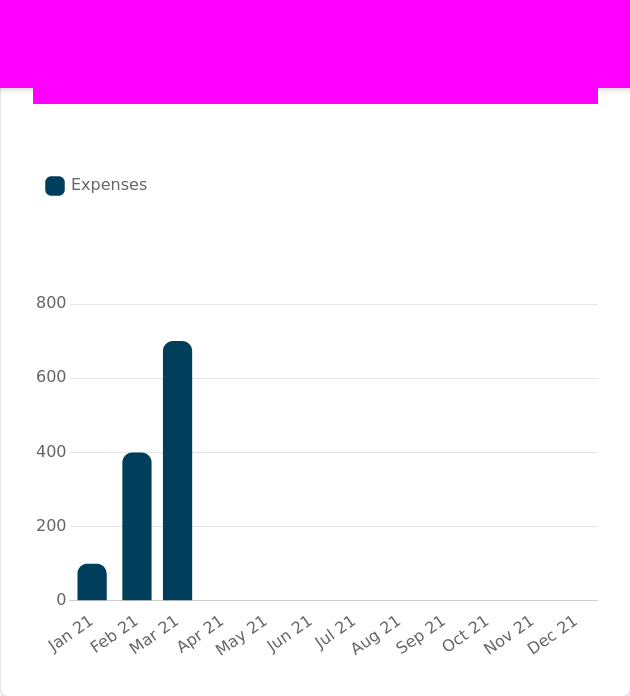 Expenses
800
600
400
200
0
Jan 21
Feb 21
Mar 21
Apr 21
May 21
Jun 21
Jul 21
Aug 21
Sep 21
Oct 21
Nov 21
Dec 21